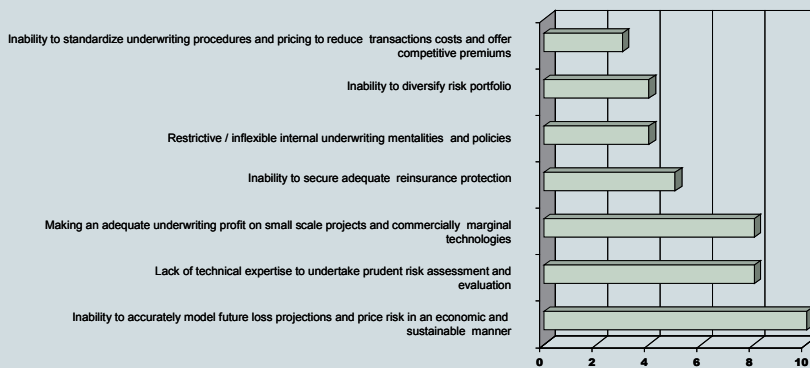 Inability to standardize underwriting procedures and pricing to reduce transactions costs and offer
competitive premiums
Inability to diversify risk portfolio
Restrictive / inflexible internal underwriting mentalities and policies
Inability to secure adequate reinsurance protection
Making an adequate underwriting profit on small scale projects and commercially marginal
technologies
Lack of technical expertise to undertake prudent risk assessment and
evaluation
Inability to accurately model future loss projections and price risk in an economic and
sustainable manner
0 2 4 6 8 10